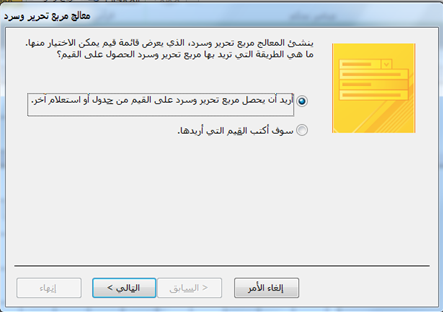 معالج مربع تحرير وسرد
ينشئ المعالج مربع تحرير وسرد، الذي يعرض قائمة قيم يمكن الاختيار منها.
ما هي الطريقة التي تريد بها مربع تحرير وسرد الحصول على القيم؟
أريد أن يحصل مربع تحرير وسرد على القيم من جدول أو استعلام آخر.
سوف أكتب القيم التي أريدها.
إلغاء الأمر
< السابق
التالي >
إنهاء